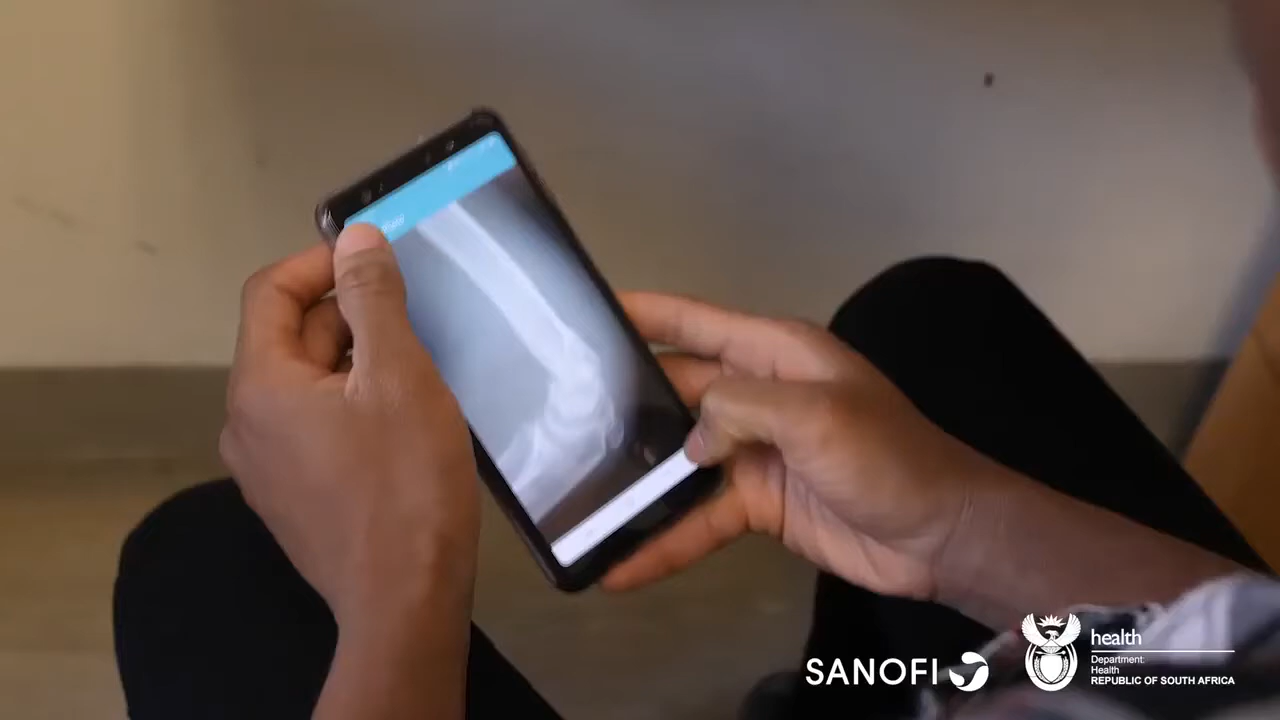 SANOFI
health
Department:
Health
REPUBLIC OF SOUTH AFRICA